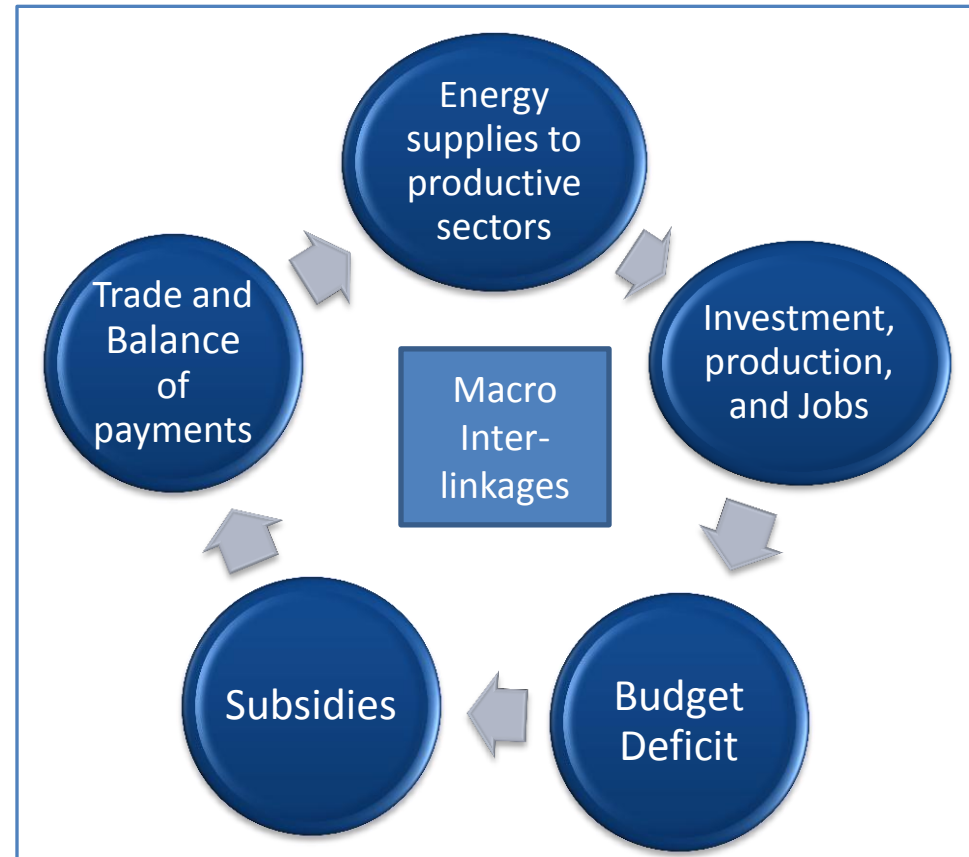 Energy
supplies to
productive
sectors
Investment,
production,
and Jobs
Budget
Deficit
Subsidies
Trade and
Balance
of
payments
Macro
Inter-
linkages